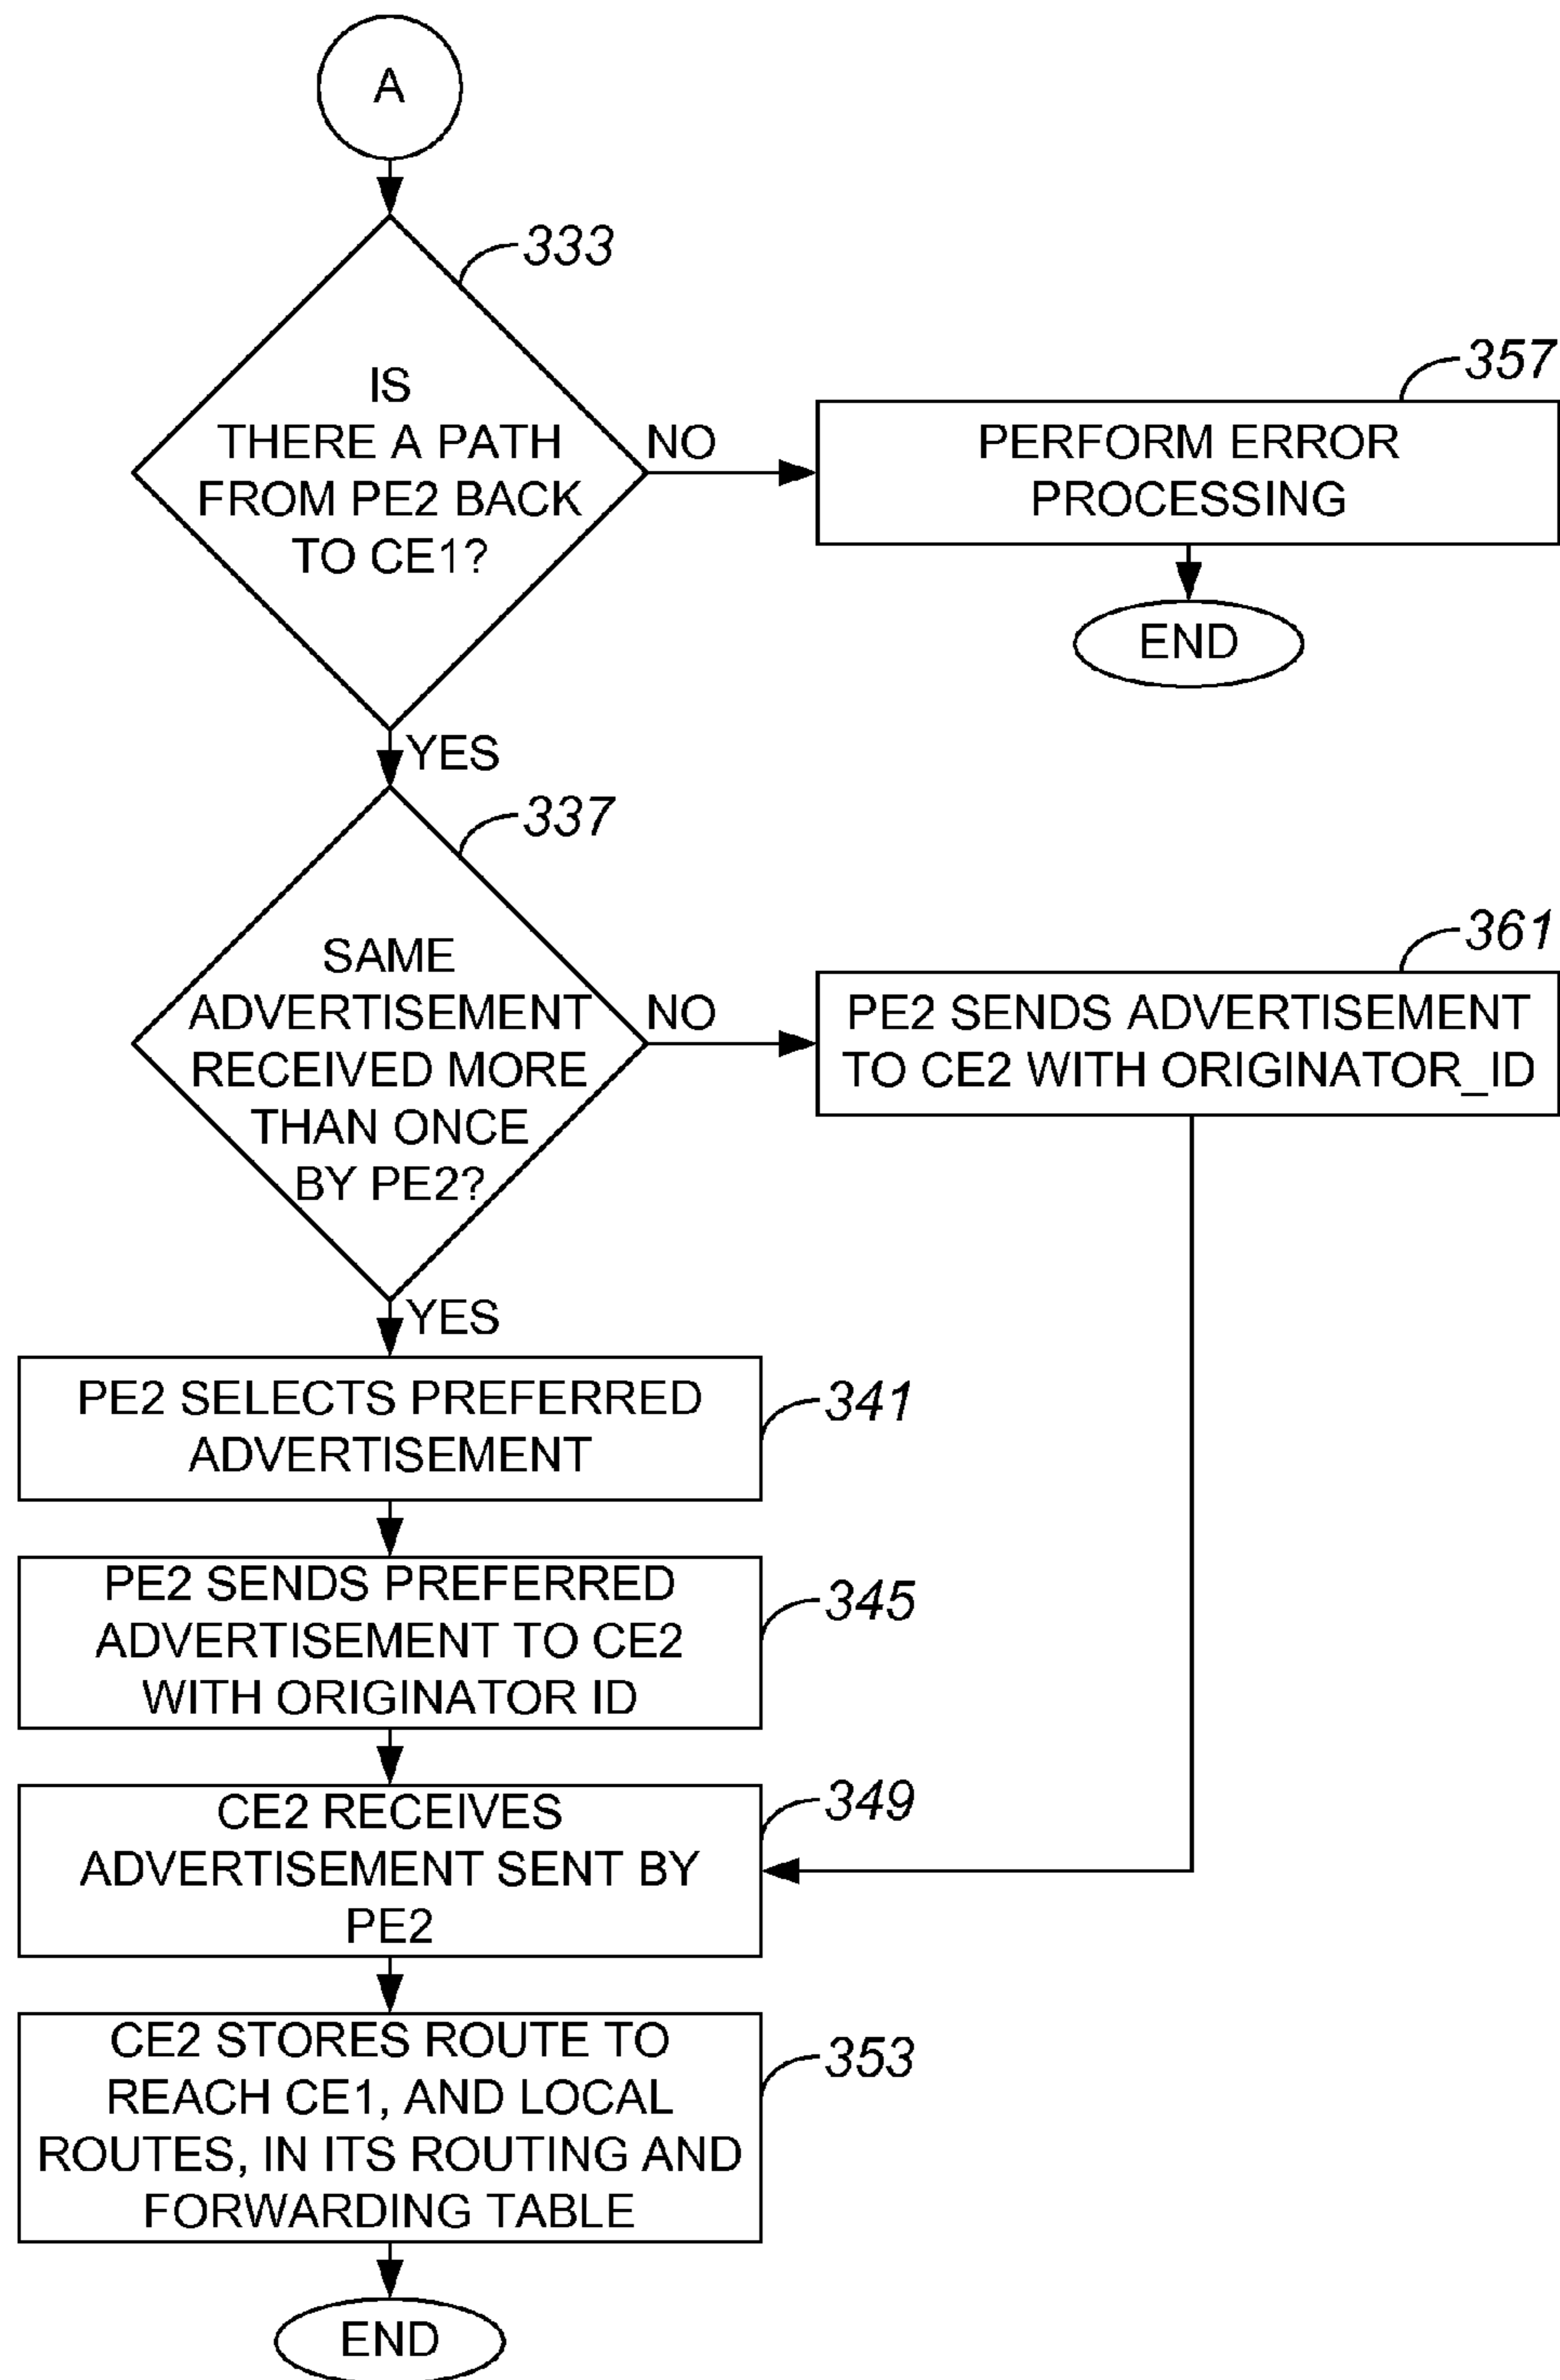 A
333
IS
THERE A PATH
FROM PE2 BACK
TO CE1?
NO
357
PERFORM ERROR
PROCESSING
END
YES
337
SAME
ADVERTISEMENT
RECEIVED MORE
THAN ONCE
BY PE2?
NO
361
PE2 SENDS ADVERTISEMENT
TO CE2 WITH ORIGINATOR_ID
YES
PE2 SELECTS PREFERRED
ADVERTISEMENT
341
PE2 SENDS PREFERRED
ADVERTISEMENT TO CE2
WITH ORIGINATOR ID
345
CE2 RECEIVES
ADVERTISEMENT SENT BY
PE2
349
CE2 STORES ROUTE TO
REACH CE1, AND LOCAL
ROUTES, IN ITS ROUTING AND
FORWARDING TABLE
353
END